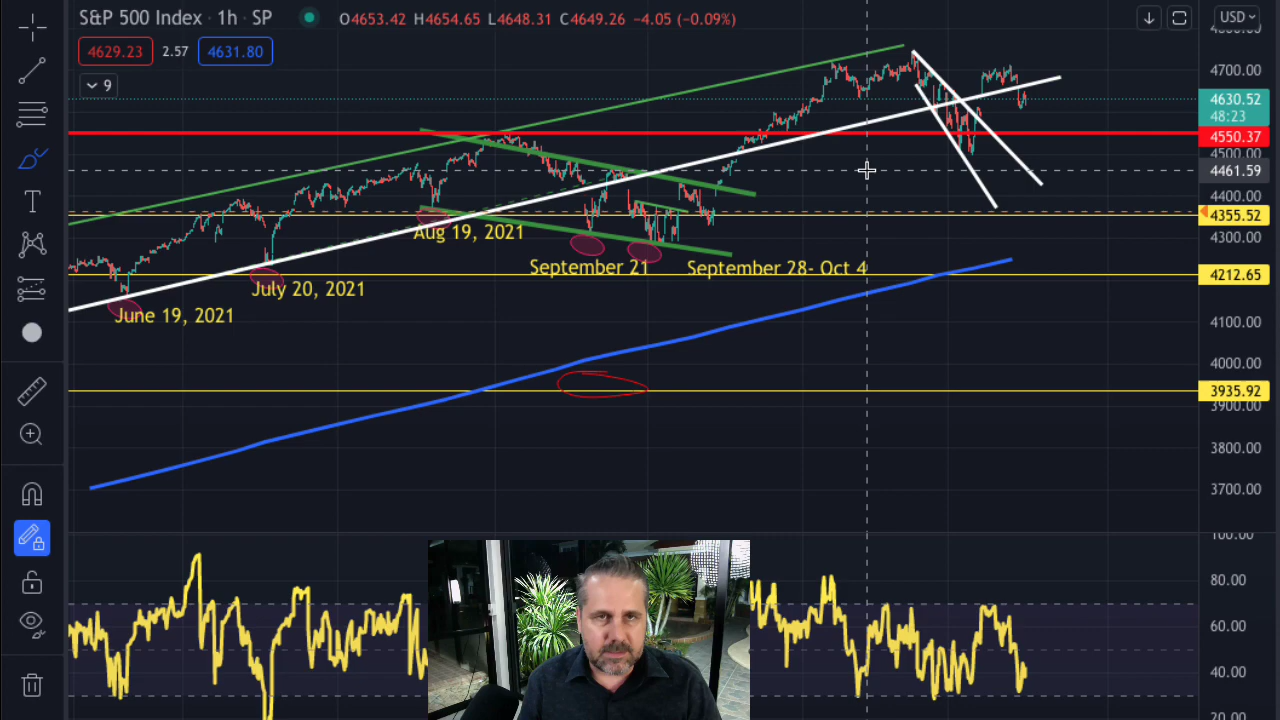 S&P 500 Index · 1h · SP O4653.42 H4654.65 L4648.31 C4649.26 −4.05 (−0.09%)
USD
4629.23 2.57 4631.80
9
4800.00
4700.00
4630.52
48:23
4550.37
4500.00
4461.59
4400.00
4355.52
4300.00
4212.65
4100.00
4000.00
3935.92
3900.00
3800.00
3700.00
Aug 19, 2021
September 21
September 28- Oct 4
July 20, 2021
June 19, 2021
100.00
80.00
60.00
40.00
20.00